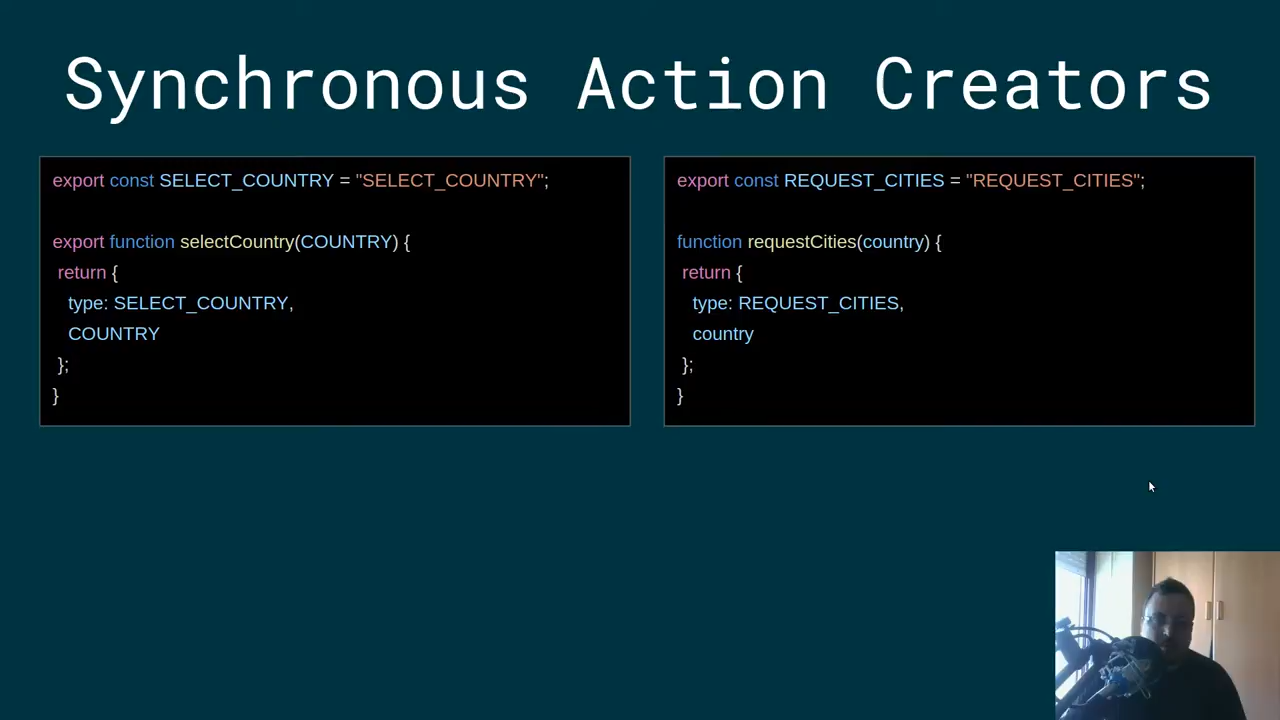 Synchronous Action Creators
export const SELECT_COUNTRY = "SELECT_COUNTRY";
export function selectCountry(COUNTRY) {
return {
type: SELECT_COUNTRY,
COUNTRY
};
}
export const REQUEST_CITIES = "REQUEST_CITIES";
function requestCities(country) {
return {
type: REQUEST_CITIES,
country
};
}